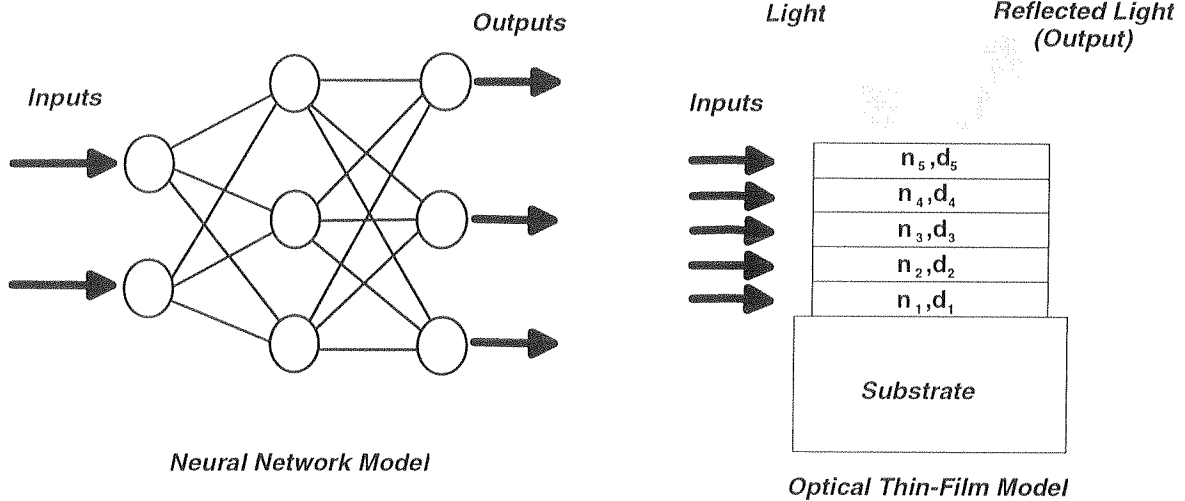 Outputs
Inputs
Neural Network Model
Light
Reflected Light
(Output)
Inputs
n₅,d₅
n₄,d₄
n₃,d₃
n₂,d₂
n₁,d₁
Substrate
Optical Thin-Film Model